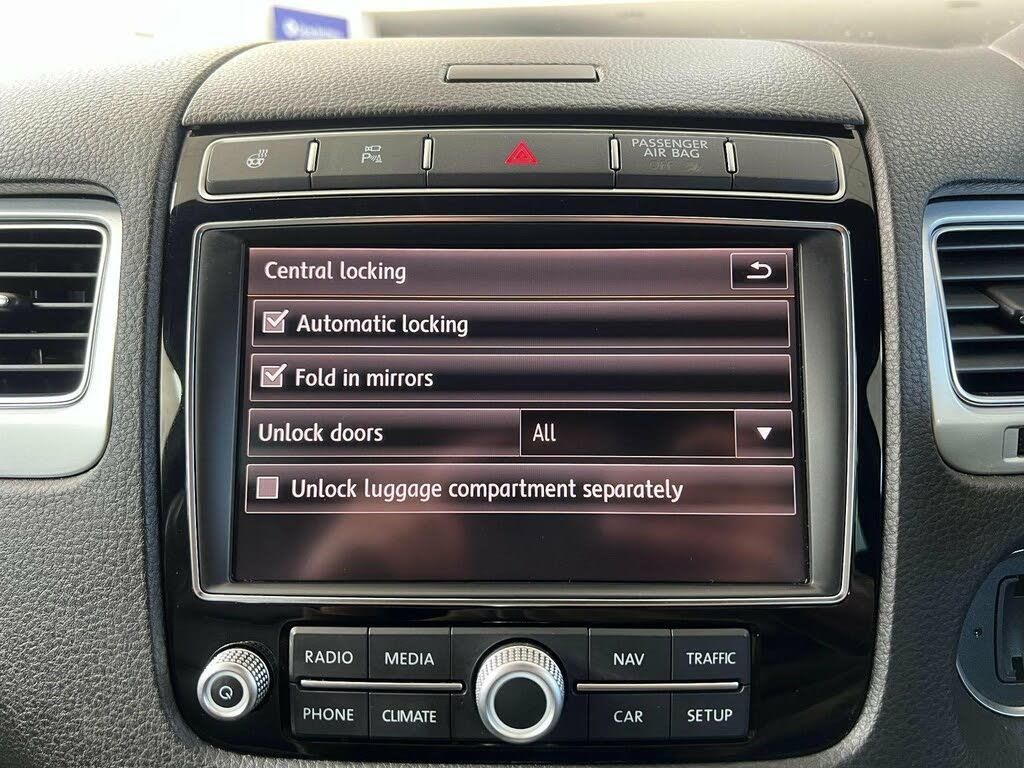 P
PASSENGER
AIR BAG
OFF
Central locking
Automatic locking
Fold in mirrors
Unlock doors All
Unlock luggage compartment separately
RADIO MEDIA NAV TRAFFIC
PHONE CLIMATE CAR SETUP